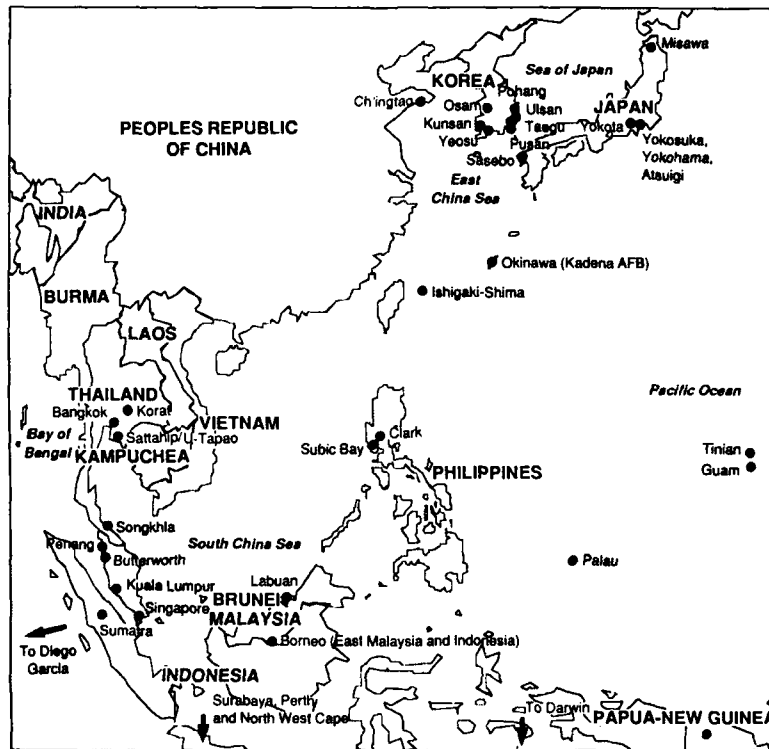 Misawa
Sea of Japan
KOREA
Pohang
Ch'ingtao
Osam
Ulsan
JAPAN
Kunsan
Taegu
Yokota
Yeosu
Pusan
Yokosuka,
Yokohama,
Atsuigi
Sasebo
PEOPLES REPUBLIC
OF CHINA
East
China Sea
INDIA
Okinawa (Kadena AFB)
Ishigaki-Shima
BURMA
LAOS
THAILAND
Bangkok
Korat
Pacific Ocean
VIETNAM
Bay of
Bengal
Sattahip/U-Tapao
KAMPUCHEA
Clark
Subic Bay
PHILIPPINES
Tinian
Guam
Songkhla
South China Sea
Penang
Butterworth
Palau
Kuala Lumpur
Labuan
BRUNEI
MALAYSIA
Singapore
Sumatra
To Diego
Garcia
Borneo (East Malaysia and Indonesia)
INDONESIA
Surabaya, Perth
and North West Cape
To Darwin
PAPUA-NEW GUINEA